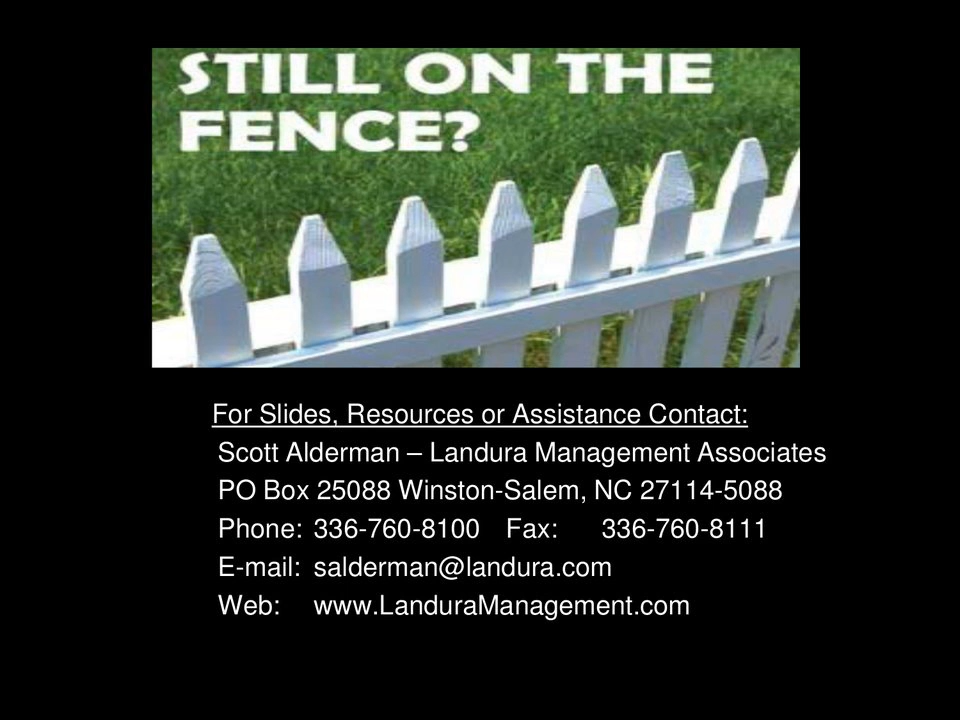 STILL ON THE
FENCE?
For Slides, Resources or Assistance Contact:
Scott Alderman – Landura Management Associates
PO Box 25088 Winston-Salem, NC 27114-5088
Phone: 336-760-8100 Fax: 336-760-8111
E-mail: salderman@landura.com
Web: www.LanduraManagement.com